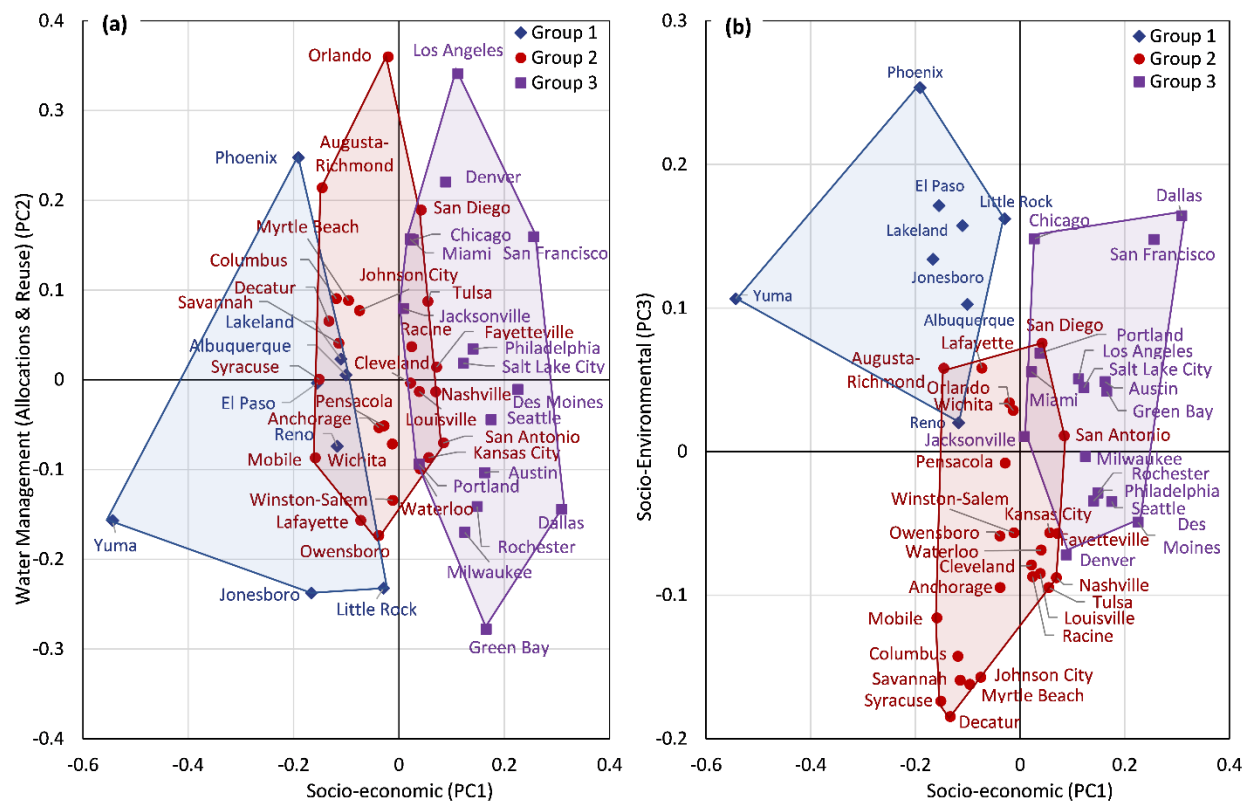 (a)
Group 1
Group 2
Group 3
0.4
0.3
0.2
0.1
0
-0.1
-0.2
-0.3
-0.4
Water Management (Allocations & Reuse) (PC2)
Orlando
Los Angeles
Augusta-
Richmond
Phoenix
Denver
San Diego
Myrtle Beach
Chicago
Miami
San Francisco
Columbus
Johnson City
Decatur
Tulsa
Savannah
Jacksonville
Lakeland
Racine
Fayetteville
Albuquerque
Cleveland
Philadelphia
Salt Lake City
Syracuse
El Paso
Pensacola
Nashville
Des Moines
Anchorage
Louisville
Seattle
Reno
San Antonio
Mobile
Wichita
Kansas City
Austin
Portland
Winston-Salem
Waterloo
Lafayette
Dallas
Yuma
Owensboro
Rochester
Milwaukee
Jonesboro
Little Rock
Green Bay
-0.6
-0.4
-0.2
0
0.2
0.4
Socio-economic (PC1)
(b)
Group 1
Group 2
Group 3
0.3
0.2
0.1
0
-0.1
-0.2
Socio-Environmental (PC3)
Phoenix
El Paso
Little Rock
Dallas
Chicago
Lakeland
San Francisco
Jonesboro
Yuma
Albuquerque
San Diego
Lafayette
Portland
Augusta-
Richmond
Los Angeles
Salt Lake City
Orlando
Austin
Wichita
Miami
Green Bay
Reno
Jacksonville
San Antonio
Pensacola
Milwaukee
Rochester
Winston-Salem
Philadelphia
Kansas City
Seattle
Owensboro
Des
Moines
Fayetteville
Waterloo
Denver
Cleveland
Anchorage
Nashville
Tulsa
Mobile
Louisville
Racine
Columbus
Savannah
Johnson City
Myrtle Beach
Syracuse
Decatur
-0.6
-0.4
-0.2
0
0.2
0.4
Socio-economic (PC1)